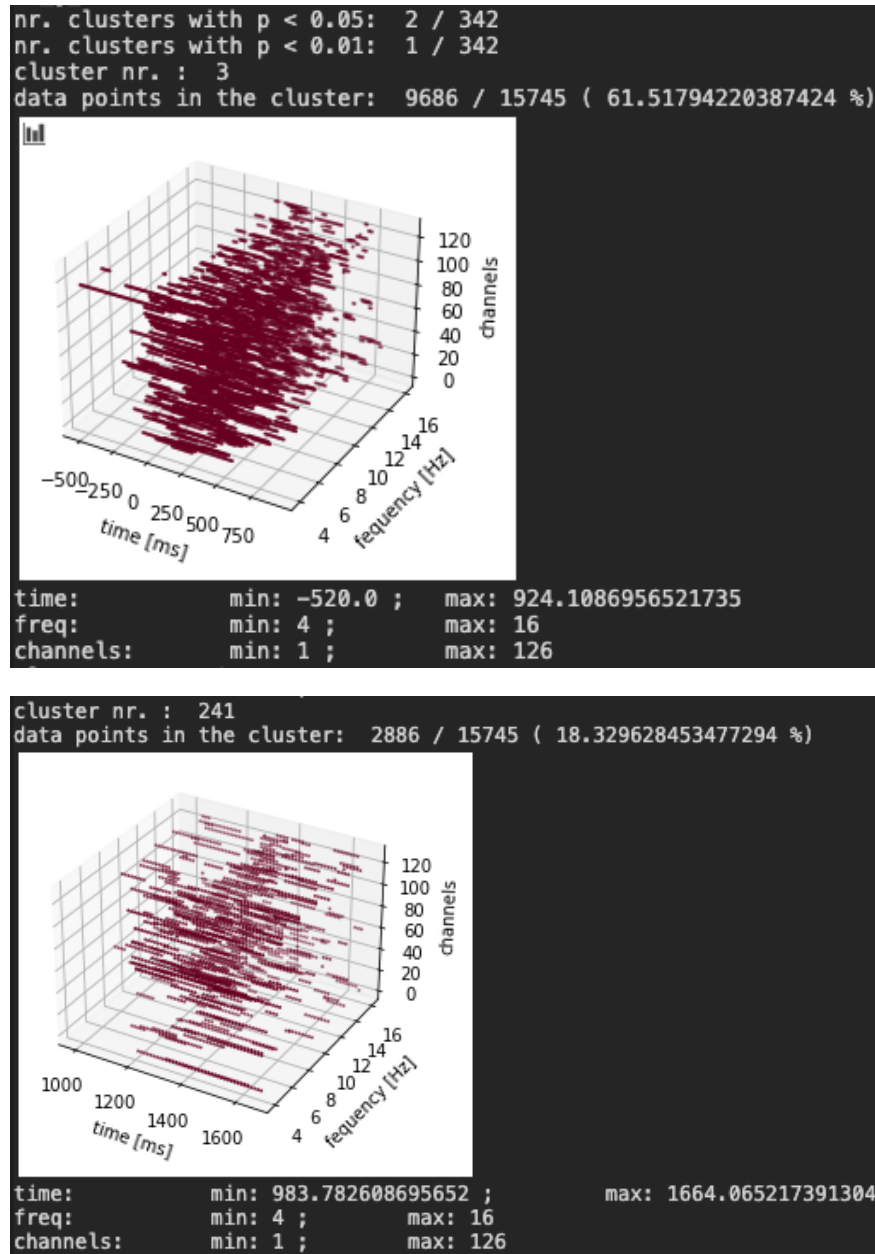 nr. clusters with p < 0.05: 2 / 342
nr. clusters with p < 0.01: 1 / 342
cluster nr. : 3
data points in the cluster: 9686 / 15745 ( 61.51794220387424 %)
120
100
80
60
40
20
0
channels
16
14
12
10
8
6
4
fequency [Hz]
−500
−250
0
250
500
750
time [ms]
time: min: -520.0 ; max: 924.1086956521735
freq: min: 4 ; max: 16
channels: min: 1 ; max: 126
cluster nr. : 241
data points in the cluster: 2886 / 15745 ( 18.329628453477294 %)
120
100
80
60
40
20
0
channels
16
14
12
10
8
6
4
fequency [Hz]
1000
1200
1400
1600
time [ms]
time: min: 983.782608695652 ; max: 1664.065217391304
freq: min: 4 ; max: 16
channels: min: 1 ; max: 126